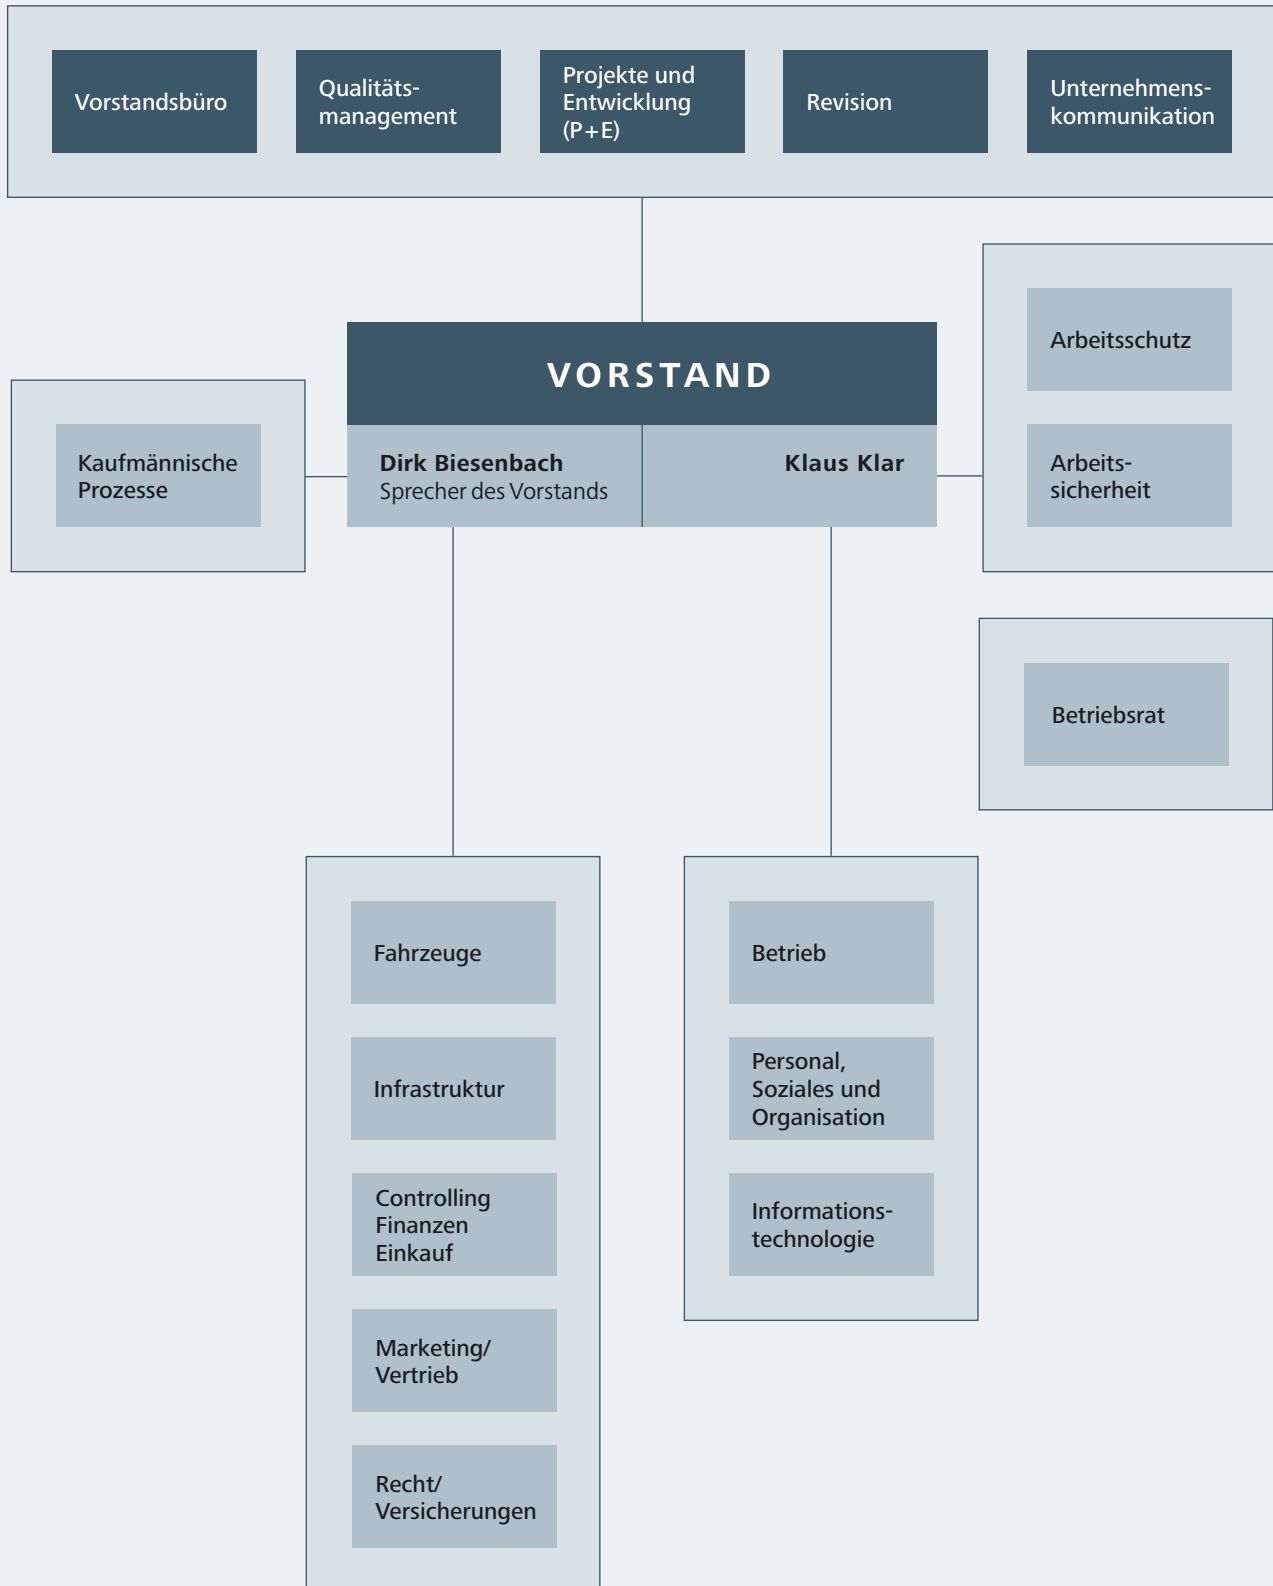 Vorstandsbüro
Qualitäts-
management
Projekte und
Entwicklung
(P+E)
Revision
Unternehmens-
kommunikation
VORSTAND
Dirk Biesenbach
Sprecher des Vorstands
Klaus Klar
Kaufmännische
Prozesse
Arbeitsschutz
Arbeits-
sicherheit
Betriebsrat
Fahrzeuge
Infrastruktur
Controlling
Finanzen
Einkauf
Marketing/
Vertrieb
Recht/
Versicherungen
Betrieb
Personal,
Soziales und
Organisation
Informations-
technologie